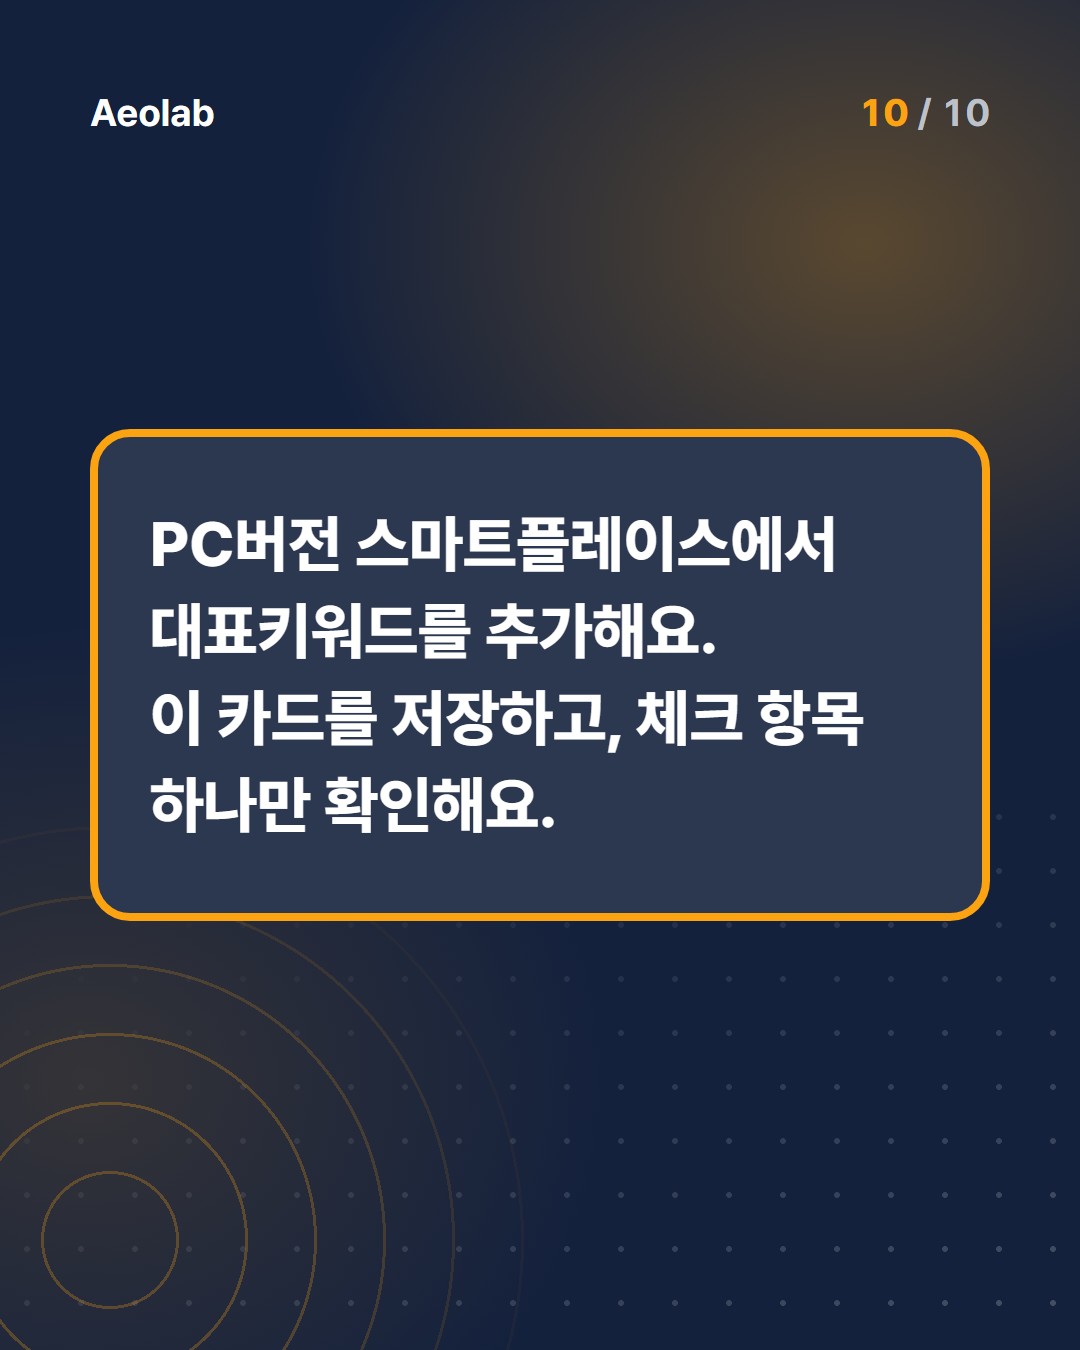 Aeolab
10 / 10
PC버전 스마트플레이스에서
대표키워드를 추가해요.
이 카드를 저장하고, 체크 항목
하나만 확인해요.